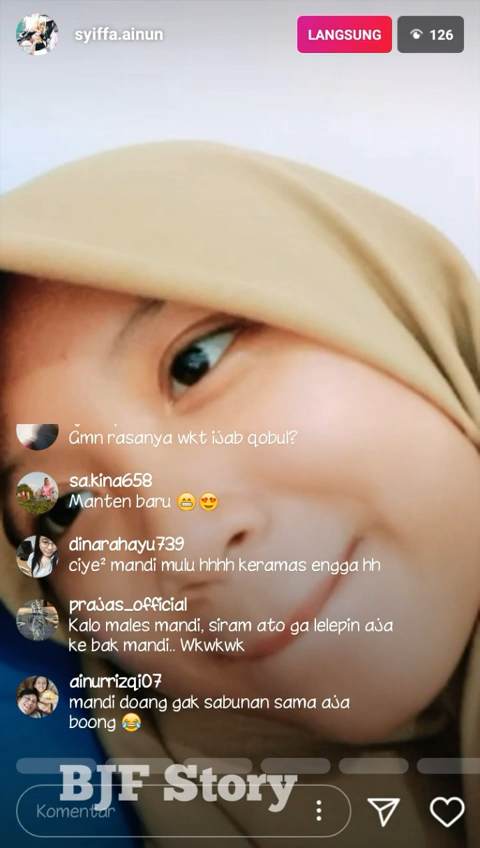 syiffa.ainun
LANGSUNG
126
Gmn rasanya wkt ijab qobul?
sa.kina658
Manten baru 😁😍
dinarahayu739
ciye² mandi mulu hhhh keramas engga hh
prajas_official
Kalo males mandi, siram ato ga lelepin aja
ke bak mandi.. Wkwkwk
ainurrizqi07
mandi doang gak sabunan sama aja
boong 😂
BJF Story
Komentar